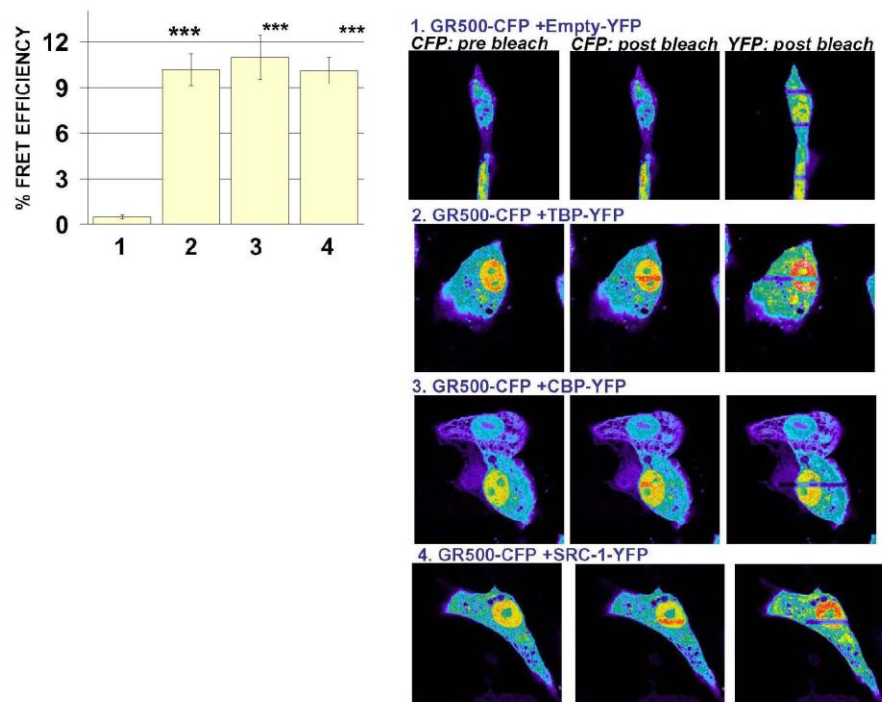 % FRET EFFICIENCY
12
9
6
3
0
***
***
***
1
2
3
4
1. GR500-CFP +Empty-YFP
CFP: pre bleach
CFP: post bleach
YFP: post bleach
2. GR500-CFP +TBP-YFP
3. GR500-CFP +CBP-YFP
4. GR500-CFP +SRC-1-YFP